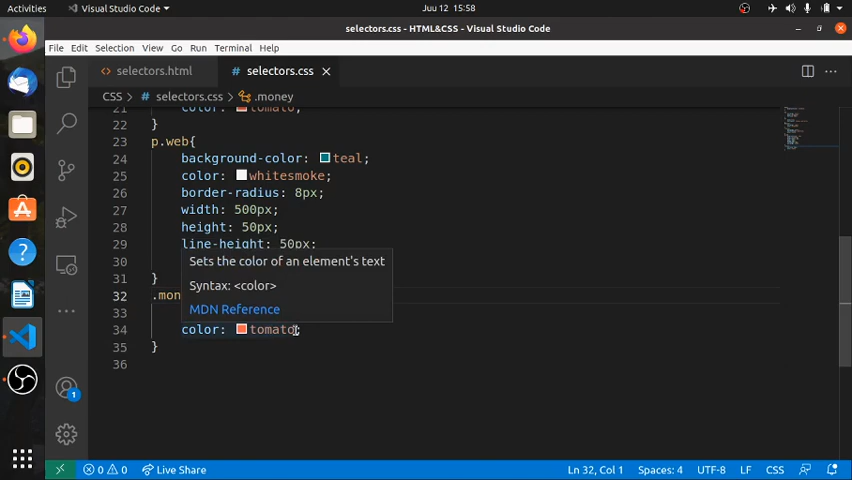 Activities
Visual Studio Code
Juu 12 15:58
selectors.css - HTML&CSS - Visual Studio Code
File Edit Selection View Go Run Terminal Help
selectors.html
selectors.css
CSS > selectors.css > .money
21 color: tomato;
22 }
23 p.web{
24 background-color: teal;
25 color: whitesmoke;
26 border-radius: 8px;
27 width: 500px;
28 height: 50px;
29 line-height: 50px;
30
31 }
32 .mon
33
34 color: tomato;
35 }
36
Sets the color of an element's text
Syntax: <color>
MDN Reference
1
0 0
Live Share
Ln 32, Col 1
Spaces: 4
UTF-8
LF
CSS